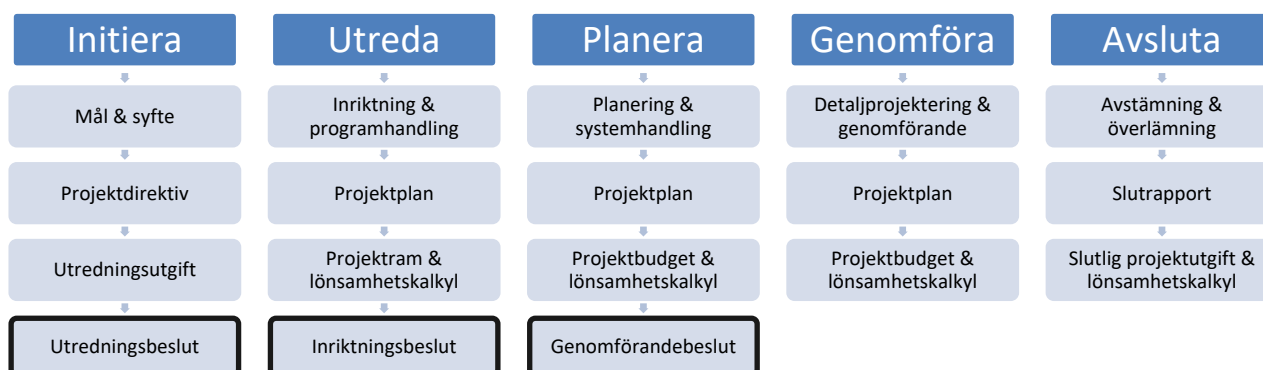 Initiera
Mål & syfte
Projektdirektiv
Utredningsutgift
Utredningsbeslut
Utreda
Inriktning &
programhandling
Projektplan
Projektram &
lönsamhetskalkyl
Inriktningsbeslut
Planera
Planering &
systemhandling
Projektplan
Projektbudget &
lönsamhetskalkyl
Genomförandebeslut
Genomföra
Detaljprojektering &
genomförande
Projektplan
Projektbudget &
lönsamhetskalkyl
Avsluta
Avstämning &
överlämning
Slutrapport
Slutlig projektutgift &
lönsamhetskalkyl